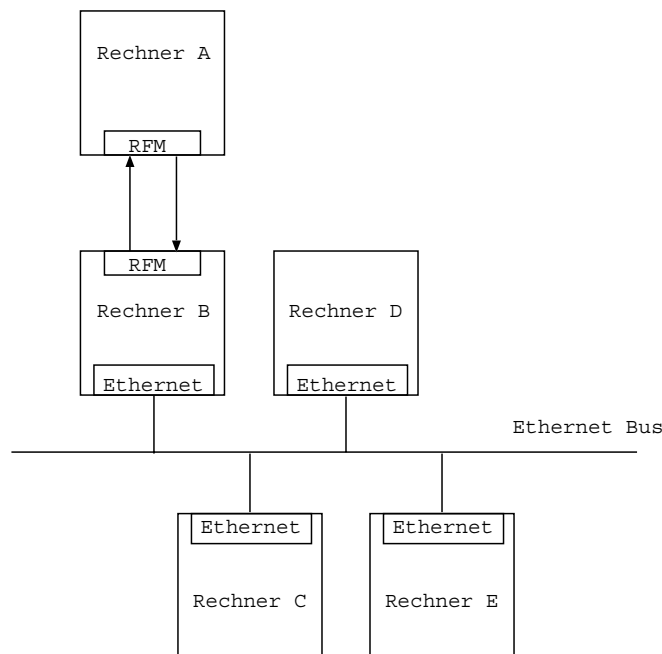 Rechner A
RFM
RFM
Rechner B
Rechner D
Ethernet
Ethernet
Ethernet Bus
Ethernet
Ethernet
Rechner C
Rechner E